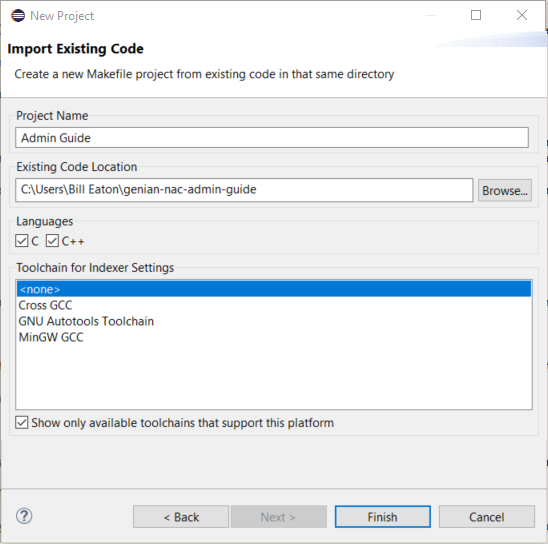 New Project
Import Existing Code
Create a new Makefile project from existing code in that same directory
Project Name
Admin Guide
Existing Code Location
C:\Users\Bill Eaton\genian-nac-admin-guide
Browse...
Languages
C C++
Toolchain for Indexer Settings
<none>
Cross GCC
GNU Autotools Toolchain
MinGW GCC
Show only available toolchains that support this platform
? < Back Next > Finish Cancel